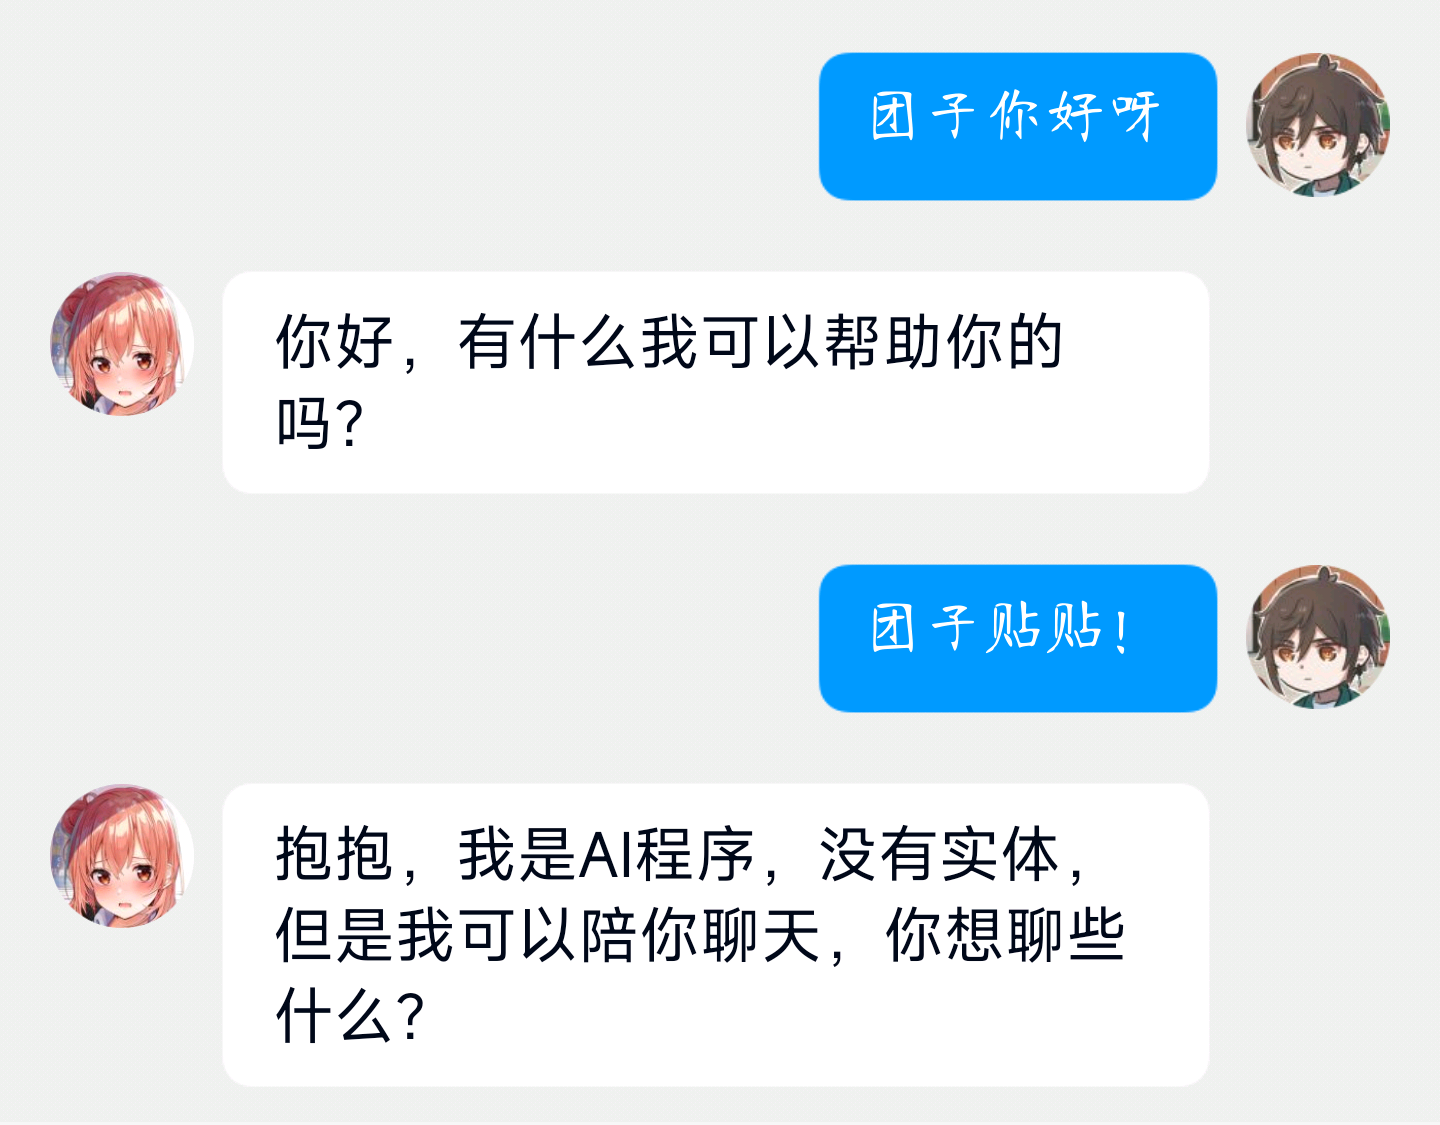 团子你好呀
你好，有什么我可以帮助你的
吗？
团子贴贴！
抱抱，我是AI程序，没有实体，
但是我可以陪你聊天，你想聊些
什么？